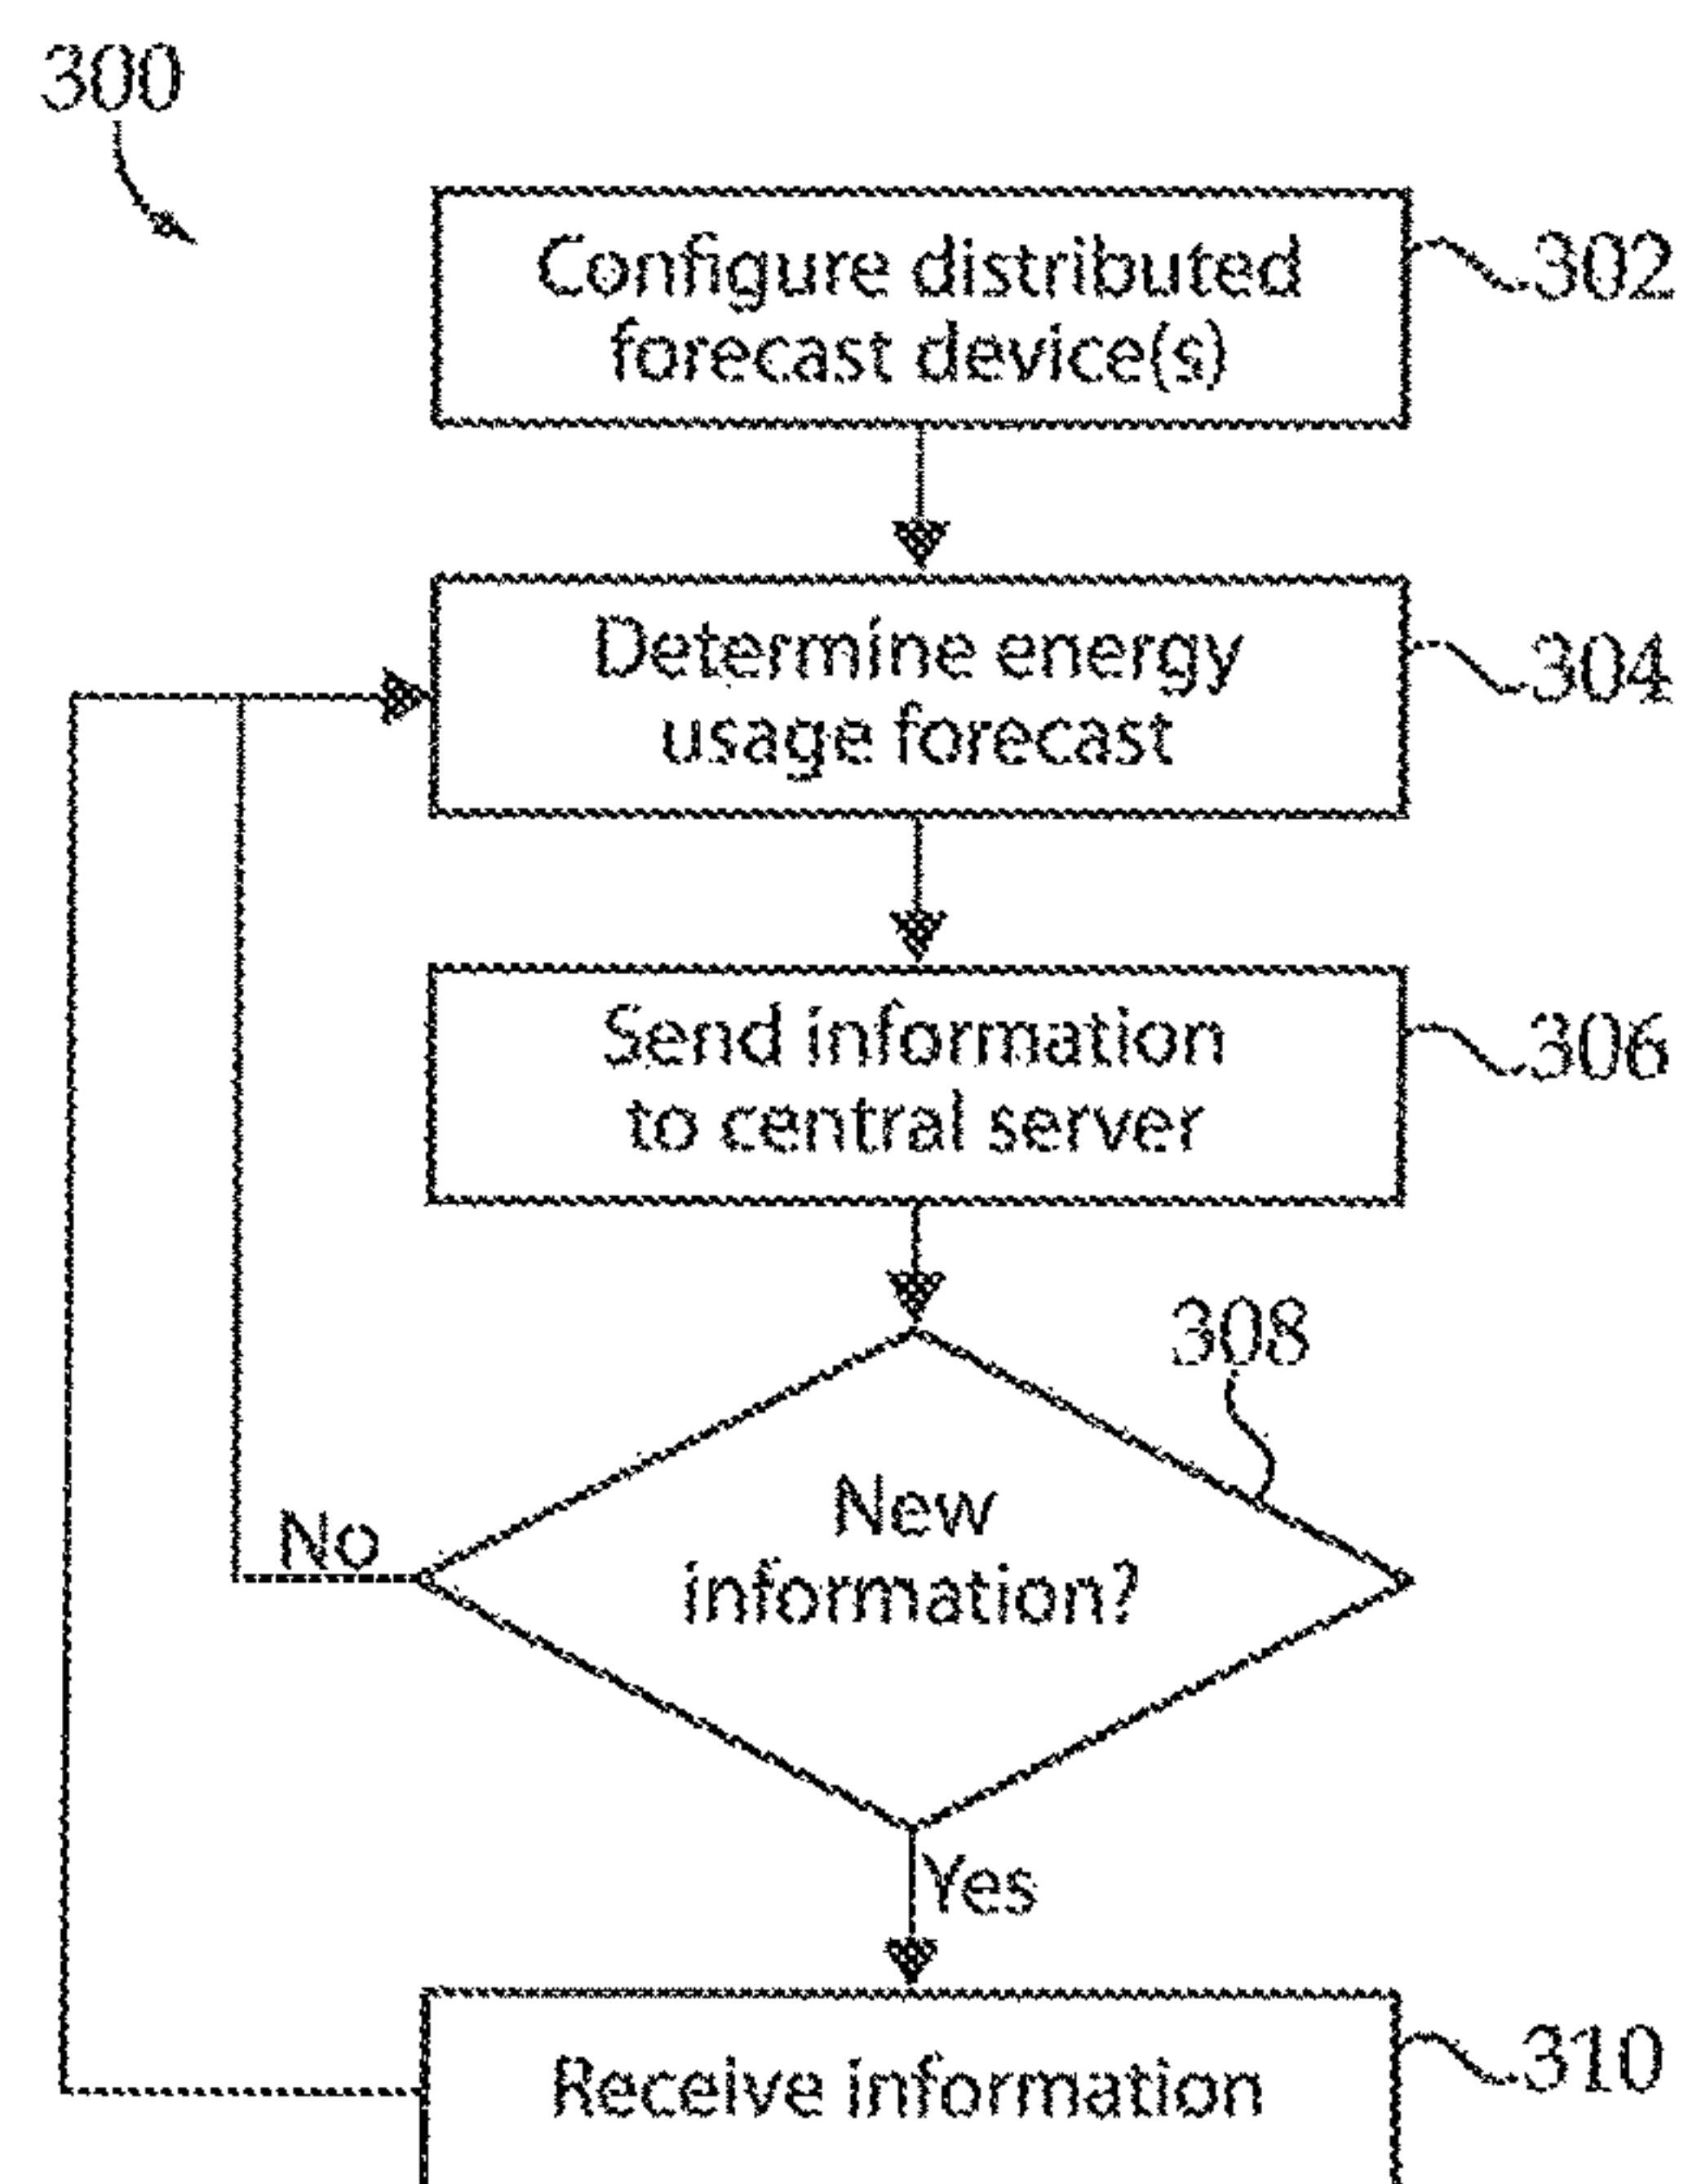 300
Configure distributed
forecast device(s)
302
Determine energy
usage forecast
304
Send information
to central server
306
308
New
information?
No
Yes
Receive information
310